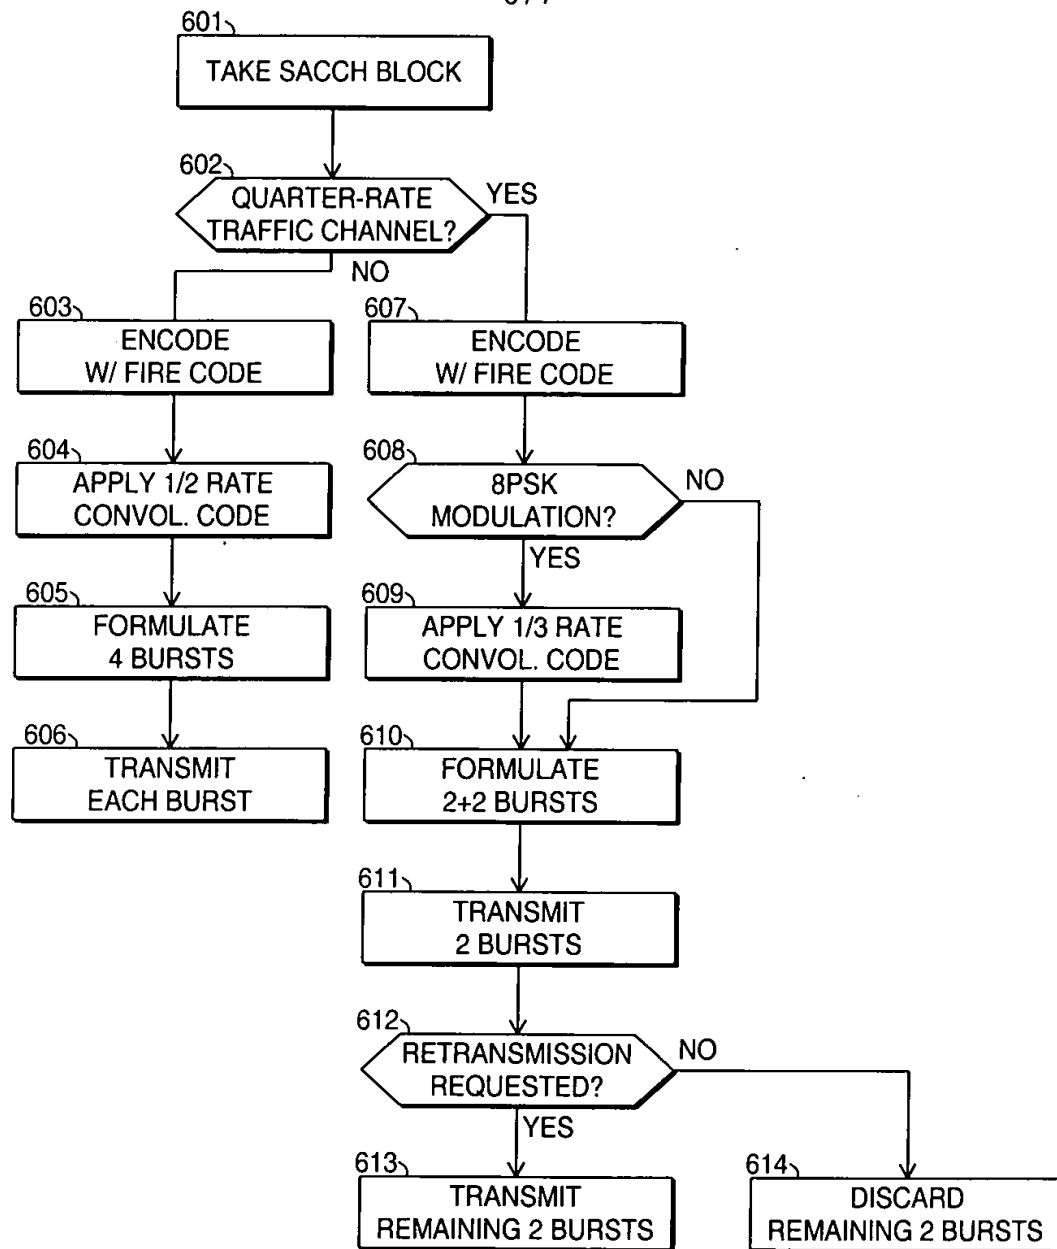 601
TAKE SACCH BLOCK
602
QUARTER-RATE
TRAFFIC CHANNEL?
YES
NO
603
ENCODE
W/ FIRE CODE
607
ENCODE
W/ FIRE CODE
604
APPLY 1/2 RATE
CONVOL. CODE
608
8PSK
MODULATION?
NO
YES
605
FORMULATE
4 BURSTS
609
APPLY 1/3 RATE
CONVOL. CODE
606
TRANSMIT
EACH BURST
610
FORMULATE
2+2 BURSTS
611
TRANSMIT
2 BURSTS
612
RETRANSMISSION
REQUESTED?
NO
YES
613
TRANSMIT
REMAINING 2 BURSTS
614
DISCARD
REMAINING 2 BURSTS